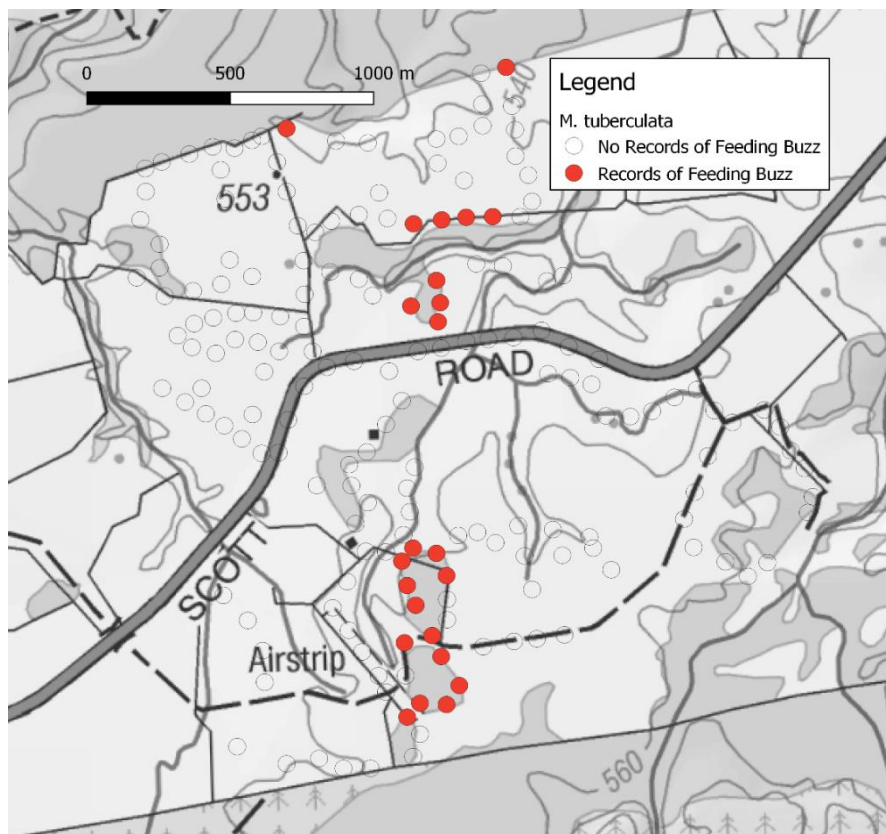 0 500 1000 m
540
Legend
M. tuberculata
No Records of Feeding Buzz
Records of Feeding Buzz
553
ROAD
SCOTT
Airstrip
560